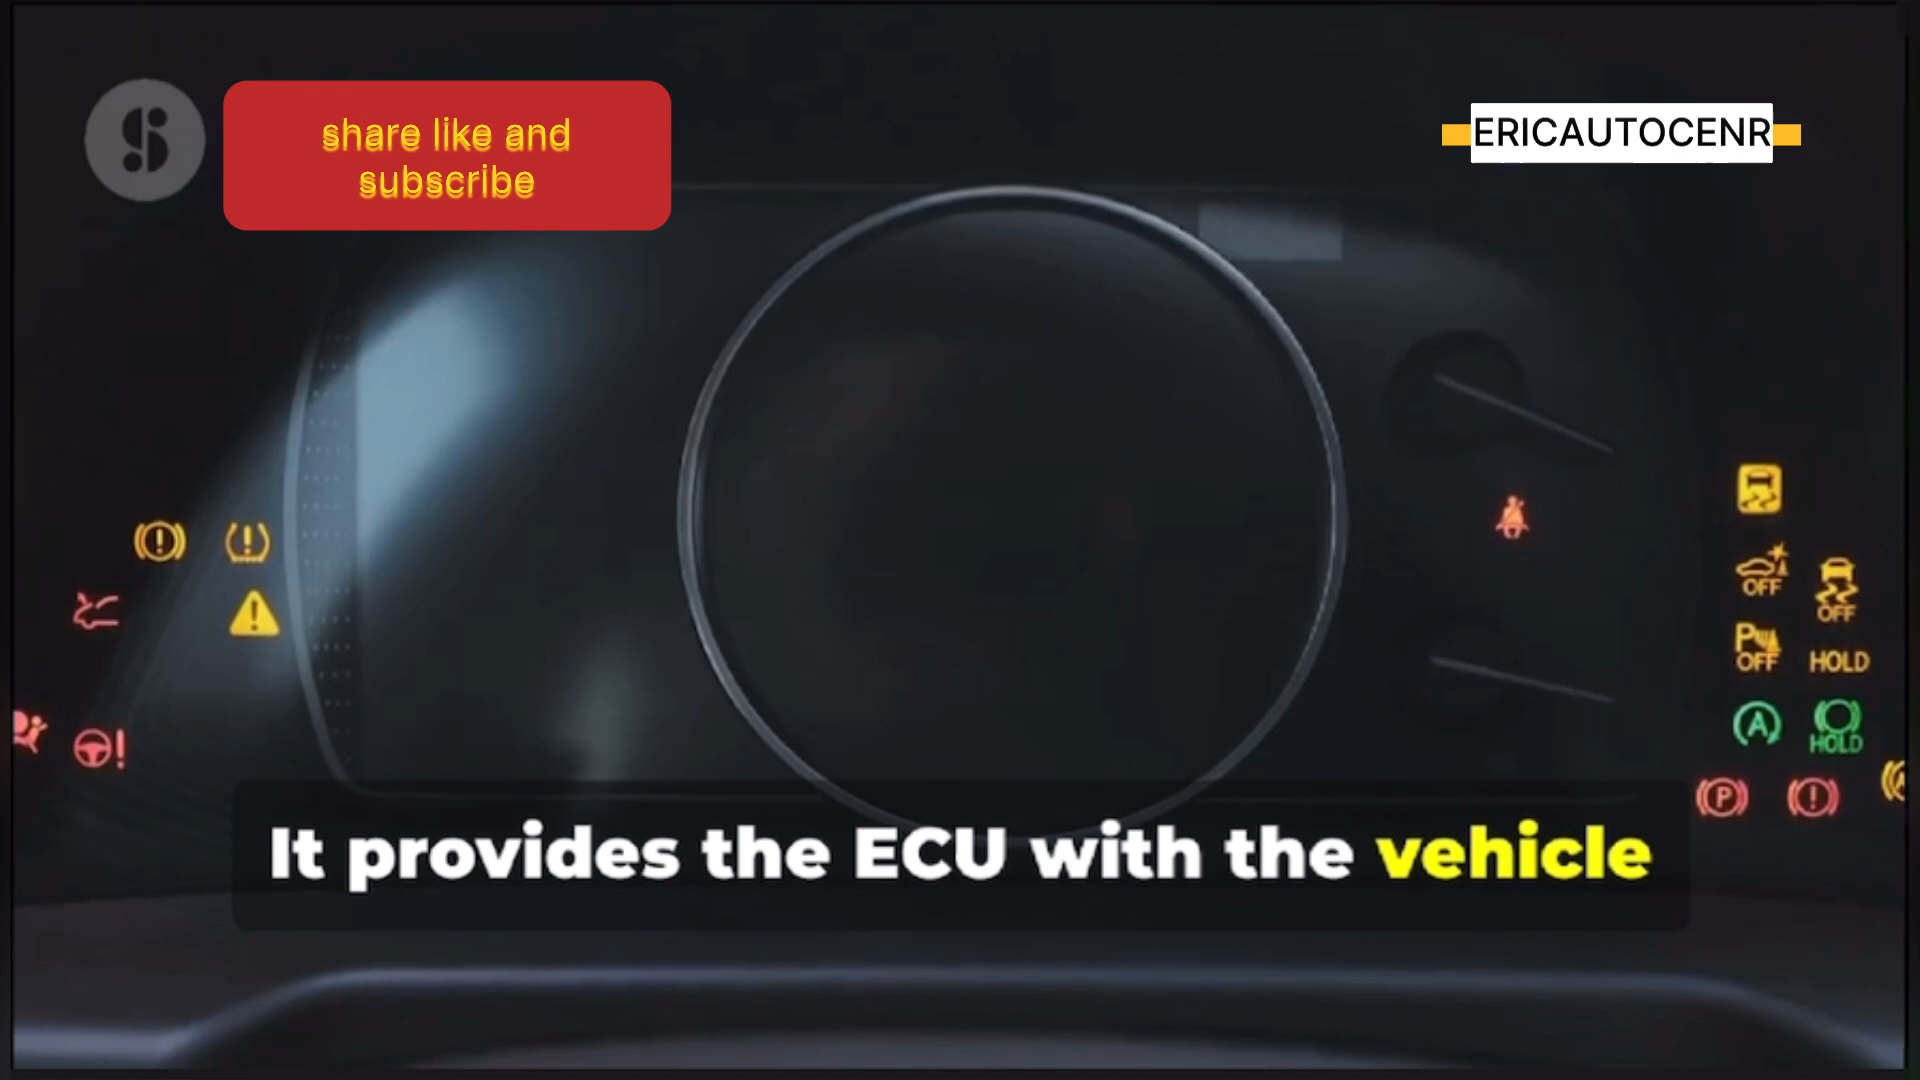 share like and
subscribe
ERICAUTOCENR
OFF
OFF
P
OFF
HOLD
A
HOLD
P
It provides the ECU with the vehicle